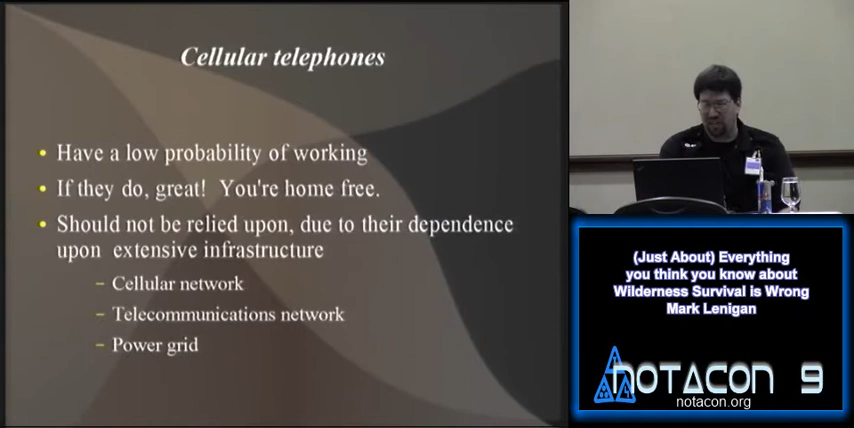 Cellular telephones
• Have a low probability of working
• If they do, great! You're home free.
• Should not be relied upon, due to their dependence
upon extensive infrastructure
– Cellular network
– Telecommunications network
– Power grid
(Just About) Everything
you think you know about
Wilderness Survival is Wrong
Mark Lenigan
NOTACON 9
notacon.org